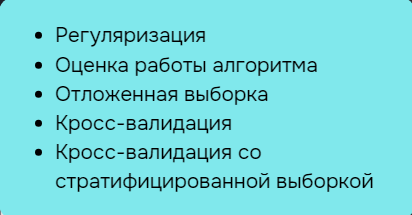 • Регуляризация
• Оценка работы алгоритма
• Отложенная выборка
• Кросс-валидация
• Кросс-валидация со
стратифицированной выборкой